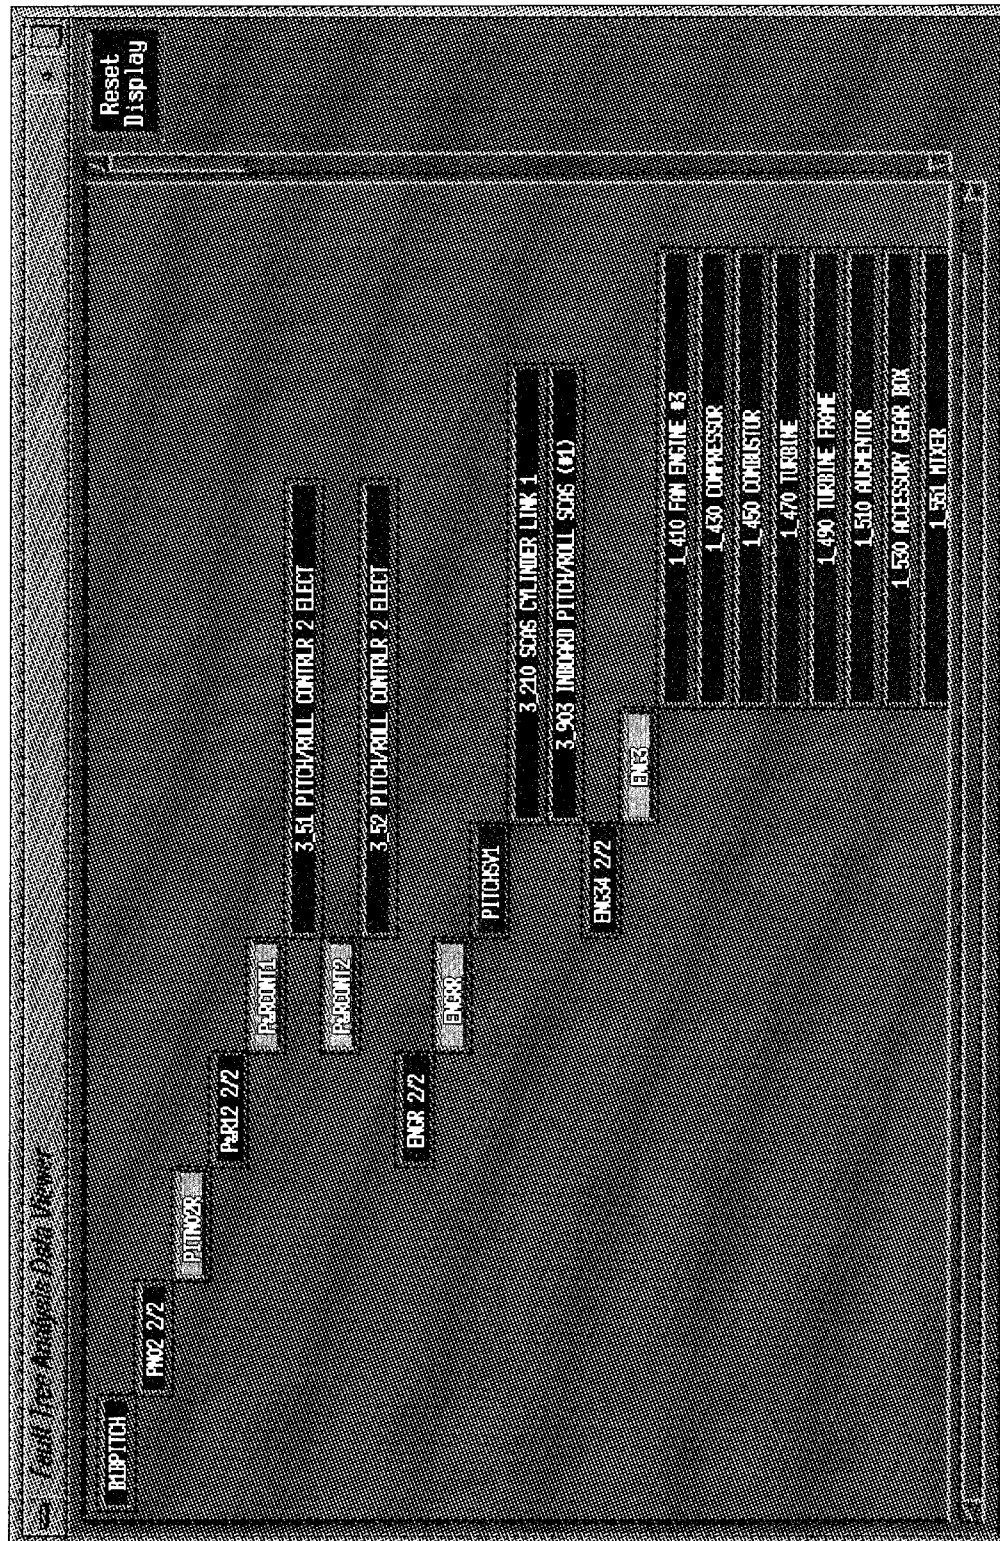 Fault Tree Analysis Data Viewer
Reset
Display
B1BPITCH
PNO2 2/2
PITNO2R
P&R12 2/2
P&RCONT1
3_51 PITCH/ROLL CONTRLR 2 ELECT
P&RCONT2
3_52 PITCH/ROLL CONTRLR 2 ELECT
ENGR 2/2
ENGRR
PITCHSV1
3_210 SCAS CYLINDER LINK 1
3_903 INBOARD PITCH/ROLL SCAS (#1)
ENG34 2/2
ENG3
1_410 FAN ENGINE #3
1_430 COMPRESSOR
1_450 COMBUSTOR
1_470 TURBINE
1_490 TURBINE FRAME
1_510 AUGMENTOR
1_530 ACCESSORY GEAR BOX
1_551 MIXER